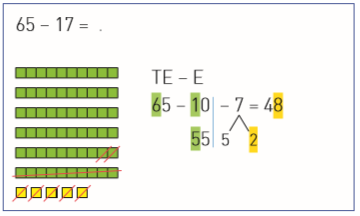 65 – 17 = .
TE – E
65 – 10 – 7 = 48
55 5 2